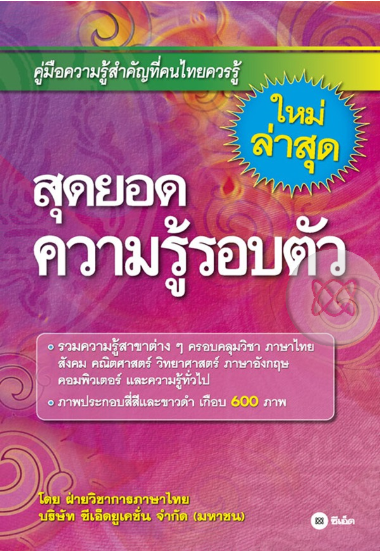 คู่มือความรู้สำคัญที่คนไทยควรรู้
ใหม่
ล่าสุด
สุดยอด
ความรู้รอบตัว
รวมความรู้สาขาต่าง ๆ ครอบคลุมวิชา ภาษาไทย
สังคม คณิตศาสตร์ วิทยาศาสตร์ ภาษาอังกฤษ
คอมพิวเตอร์ และความรู้ทั่วไป
ภาพประกอบสี่สีและขาวดำ เกือบ 600 ภาพ
โดย ฝ่ายวิชาการภาษาไทย
บริษัท ซีเอ็ดยูเคชั่น จำกัด (มหาชน)
ซีเอ็ด